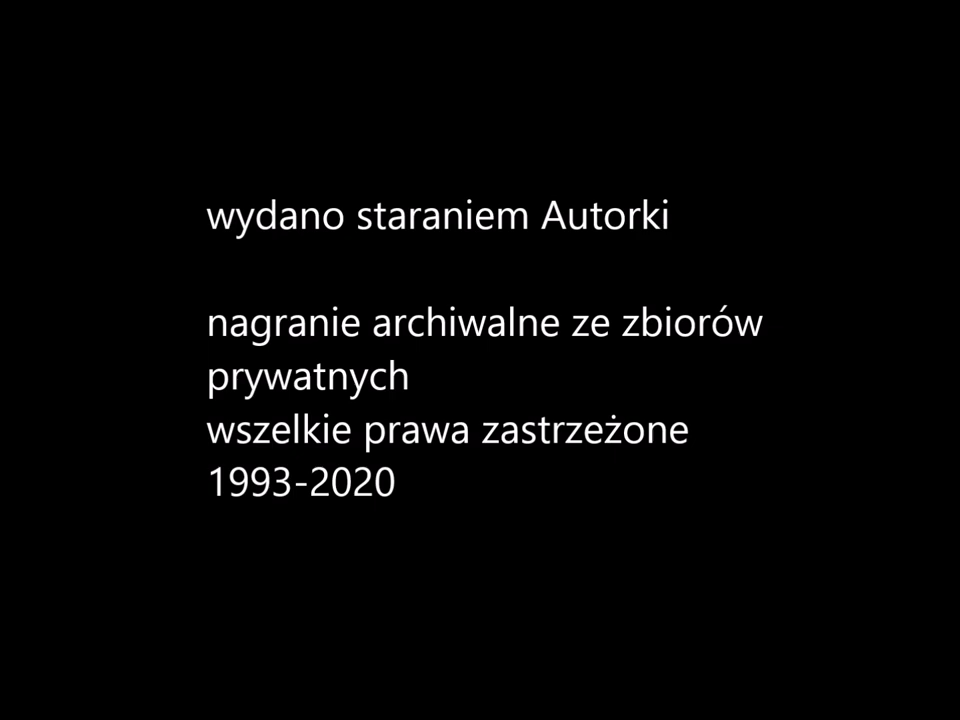 wydano staraniem Autorki
nagranie archiwalne ze zbiorów
prywatnych
wszelkie prawa zastrzeżone
1993-2020